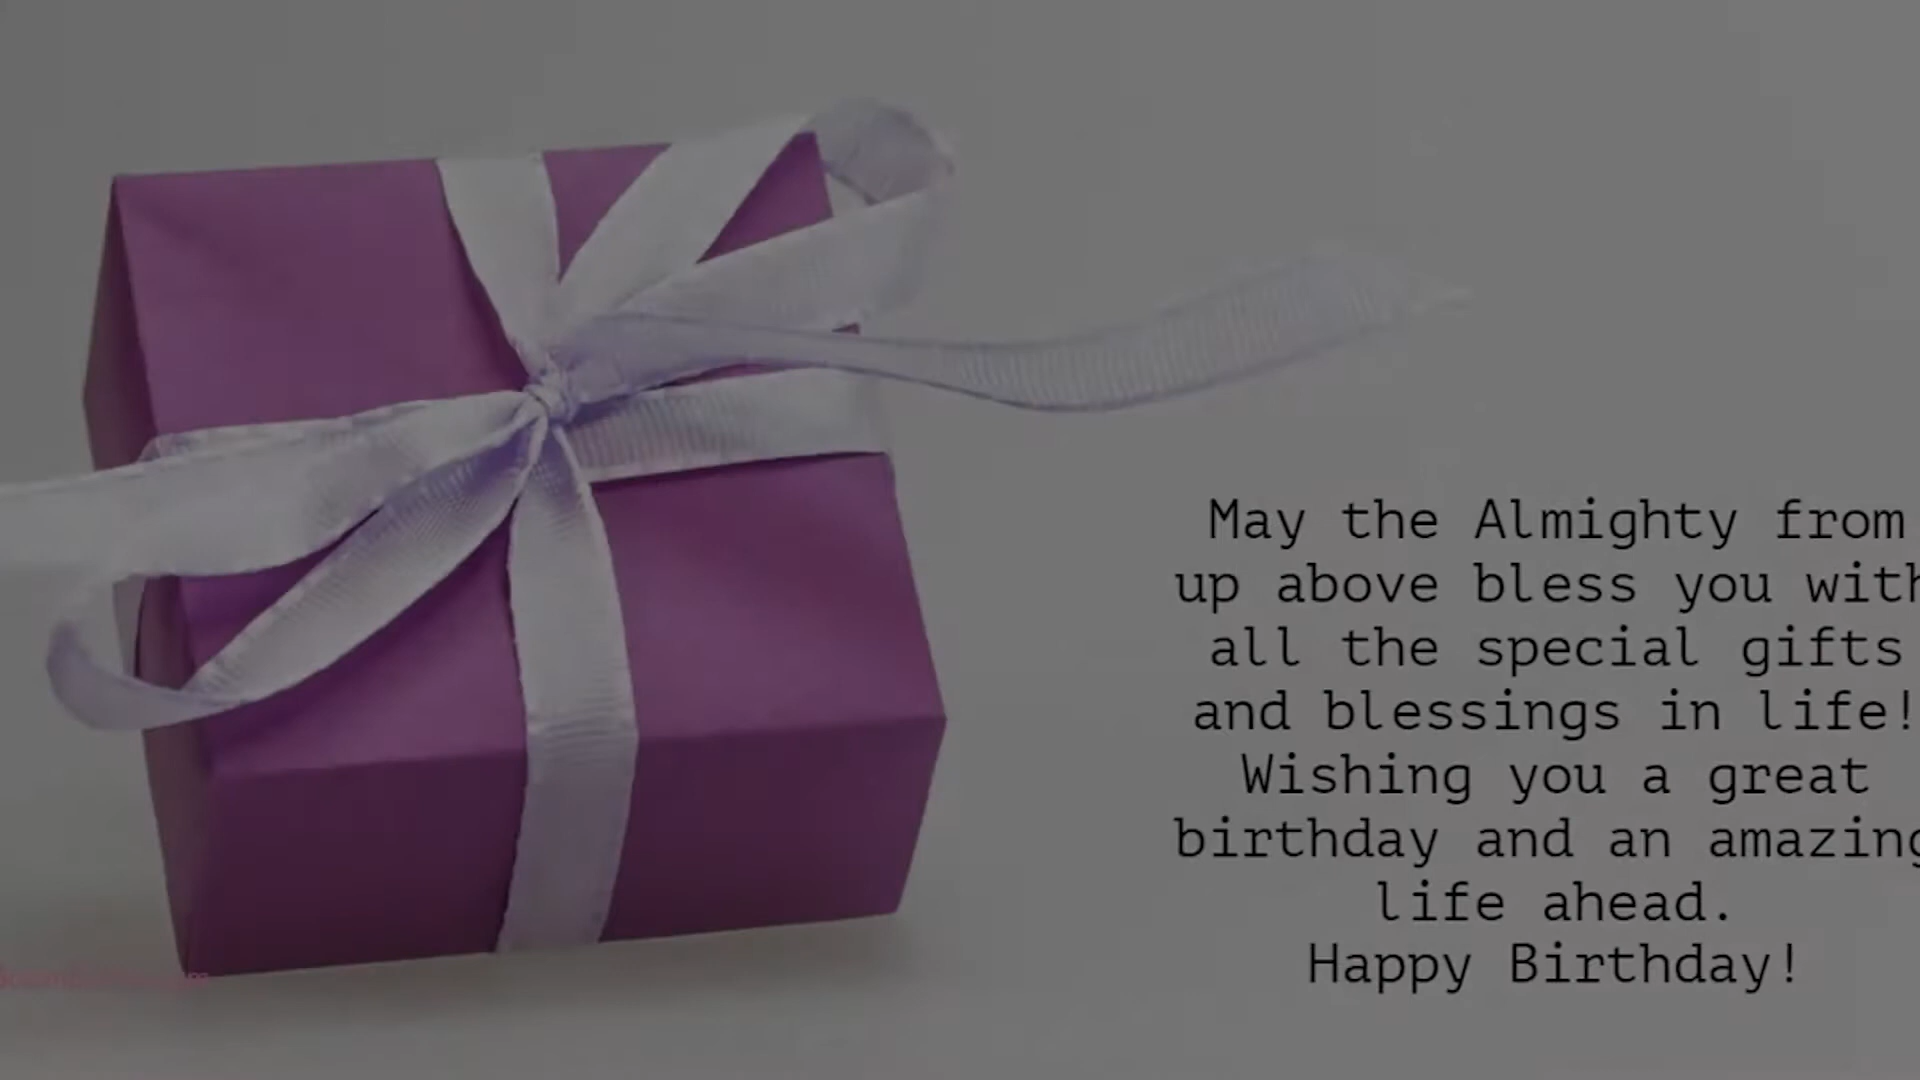 May the Almighty from
up above bless you with
all the special gifts
and blessings in life!
Wishing you a great
birthday and an amazing
life ahead.
Happy Birthday!